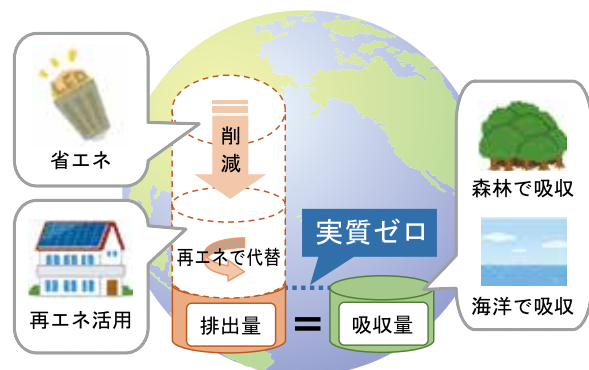 LED
省エネ
再エネ活用
削
減
再エネで代替
排出量
実質ゼロ
＝
吸収量
森林で吸収
海洋で吸収